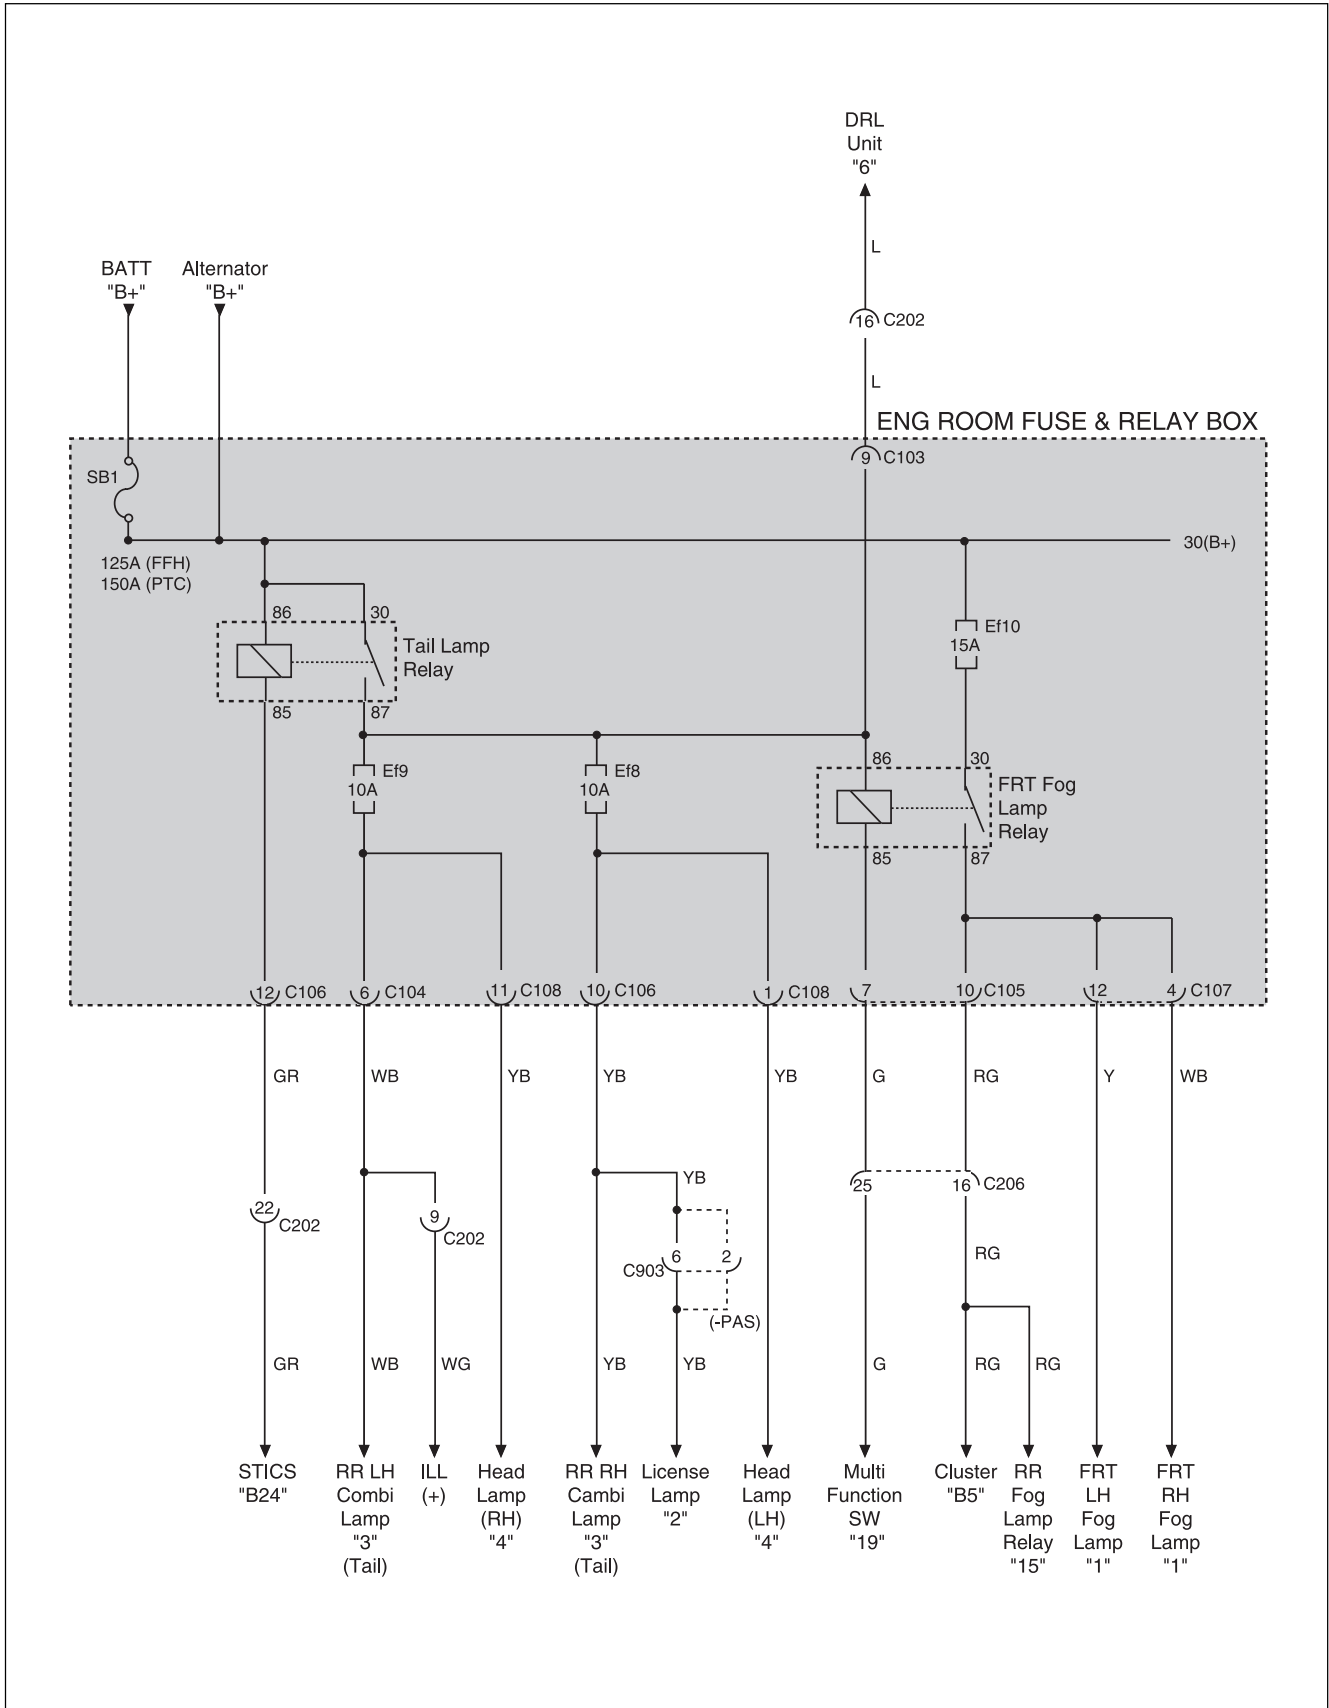 DRL
Unit
"6"
L
BATT
"B+"
Alternator
"B+"
16 C202
L
ENG ROOM FUSE & RELAY BOX
9 C103
SB1
125A (FFH)
150A (PTC)
30(B+)
86 30
Tail Lamp
Relay
85 87
Ef10
15A
Ef9
10A
Ef8
10A
86 30
FRT Fog
Lamp
Relay
85 87
12 C106 6 C104 11 C108 10 C106 1 C108 7 10 C105 12 4 C107
GR WB YB YB YB G RG Y WB
YB
25 16 C206
22 C202
9 C202
C903 6 2
RG
(-PAS)
GR WB WG YB YB G RG RG
STICS
"B24"
RR LH
Combi
Lamp
"3"
(Tail)
ILL
(+)
Head
Lamp
(RH)
"4"
RR RH
Cambi
Lamp
"3"
(Tail)
License
Lamp
"2"
Head
Lamp
(LH)
"4"
Multi
Function
SW
"19"
Cluster
"B5"
RR
Fog
Lamp
Relay
"15"
FRT
LH
Fog
Lamp
"1"
FRT
RH
Fog
Lamp
"1"